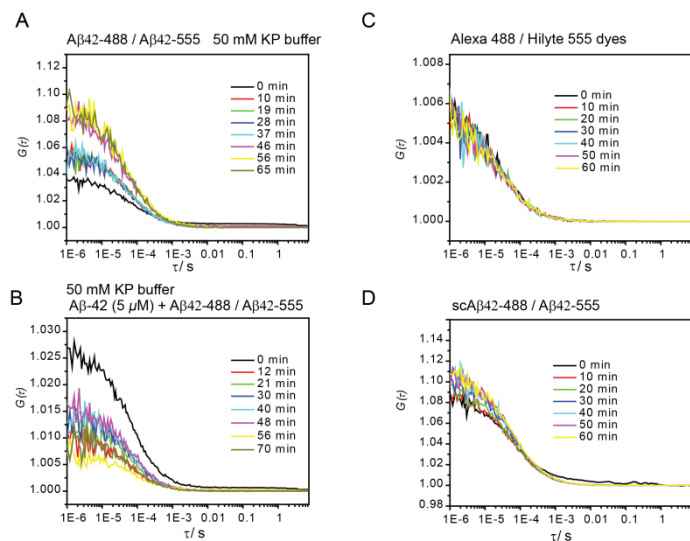 A
Aβ42-488 / Aβ42-555 50 mM KP buffer
1.12
1.10
1.08
1.06
1.04
1.02
1.00
G(τ)
0 min
10 min
19 min
28 min
37 min
46 min
56 min
65 min
1E-6 1E-5 1E-4 1E-3 0.01 0.1 1
τ/ s
B
50 mM KP buffer
Aβ-42 (5 µM) + Aβ42-488 / Aβ42-555
1.030
1.025
1.020
1.015
1.010
1.005
1.000
G(τ)
0 min
12 min
21 min
30 min
40 min
48 min
56 min
70 min
1E-6 1E-5 1E-4 1E-3 0.01 0.1 1
τ/ s
C
Alexa 488 / Hilyte 555 dyes
1.008
1.006
1.004
1.002
1.000
G(τ)
0 min
10 min
20 min
30 min
40 min
50 min
60 min
1E-6 1E-5 1E-4 1E-3 0.01 0.1 1
τ/ s
D
scAβ42-488 / Aβ42-555
1.14
1.12
1.10
1.08
1.06
1.04
1.02
1.00
0.98
G(τ)
0 min
10 min
20 min
30 min
40 min
50 min
60 min
1E-6 1E-5 1E-4 1E-3 0.01 0.1 1
τ/ s